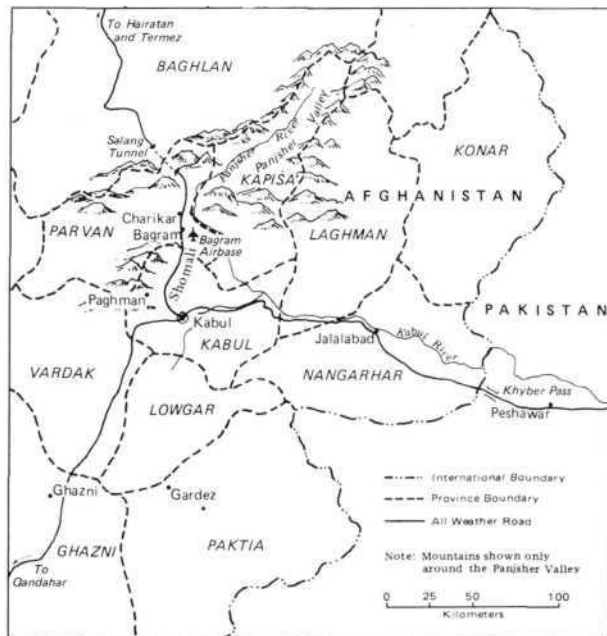 To Hairatan
and Termez
BAGHLAN
Salang
Tunnel
Panjsher River
Panjsher Valley
KAPISA
KONAR
AFGHANISTAN
Charikar
PARVAN
Bagram
Bagram
Airbase
LAGHMAN
Shomali
Paghman
PAKISTAN
Kabul
KABUL
Jalalabad
Kabul River
VARDAK
NANGARHAR
Khyber Pass
LOWGAR
Peshawar
Ghazni
Gardez
International Boundary
Province Boundary
All Weather Road
GHAZNI
PAKTIA
Note: Mountains shown only
around the Panjsher Valley
To
Qandahar
0 25 50 100
Kilometers